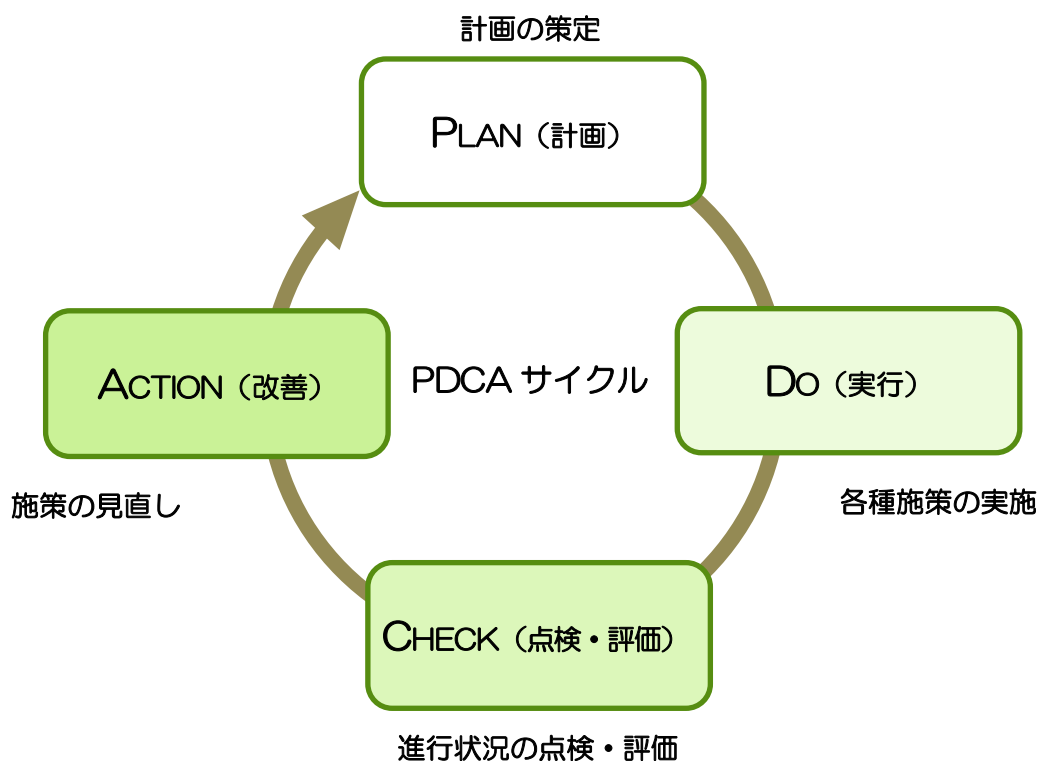 計画の策定
PLAN（計画）
ACTION（改善）
PDCA サイクル
DO（実行）
施策の見直し
各種施策の実施
CHECK（点検・評価）
進行状況の点検・評価